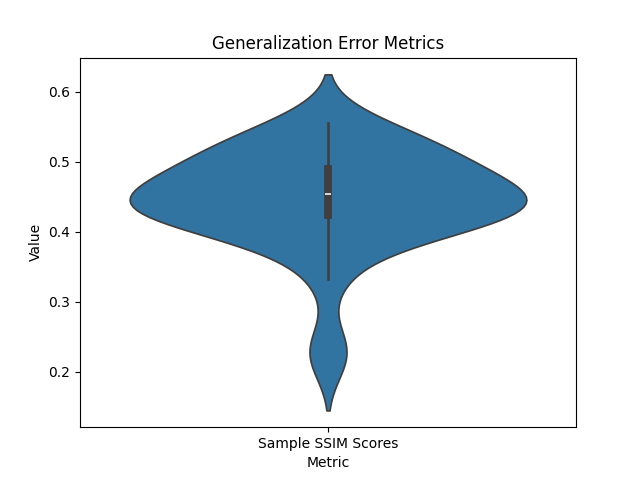 Generalization Error Metrics
0.6
0.5
0.4
0.3
0.2
Value
Sample SSIM Scores
Metric